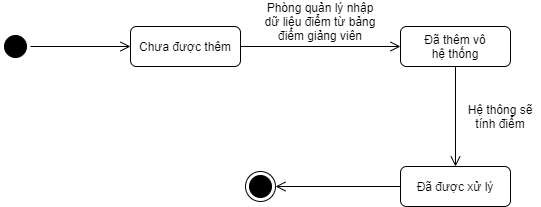 Phòng quản lý nhập
dữ liệu điểm từ bảng
điểm giảng viên
Chưa được thêm
Đã thêm vô
hệ thống
Hệ thông sẽ
tính điểm
Đã được xử lý